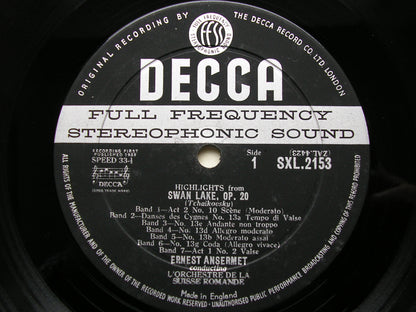 ORIGINAL RECORDING BY
THE DECCA RECORD CO. LTD. LONDON
FULL FREQUENCY
STEREOPHONIC SOUND
FFSS
DECCA
FULL FREQUENCY
STEREOPHONIC SOUND
RECORDING FIRST
PUBLISHED
SPEED 33⅓
Side
1
(ZAL.4423)
SXL.2153
DECCA
HIGHLIGHTS from
SWAN LAKE, OP. 20
(Tchaikovsky)
Band 1—Act 2 No. 10 Scène (Moderato)
Band 2—Danses des Cygnes No. 13a Tempo di Valse
Band 3—No. 13e Andante non troppo
Band 4—No. 13d Allegro moderato
Band 5—No. 13b Moderato assai
Band 6—No. 13g Coda (Allegro vivace)
Band 7—Act 1 No. 2 Valse
ERNEST ANSERMET
conducting
L'ORCHESTRE DE LA
SUISSE ROMANDE
Made in England
ALL RIGHTS OF THE MANUFACTURER AND OF THE OWNER OF THE RECORDED WORK RESERVED. UNAUTHORISED PUBLIC PERFORMANCE, BROADCASTING AND COPYING OF THIS RECORD PROHIBITED